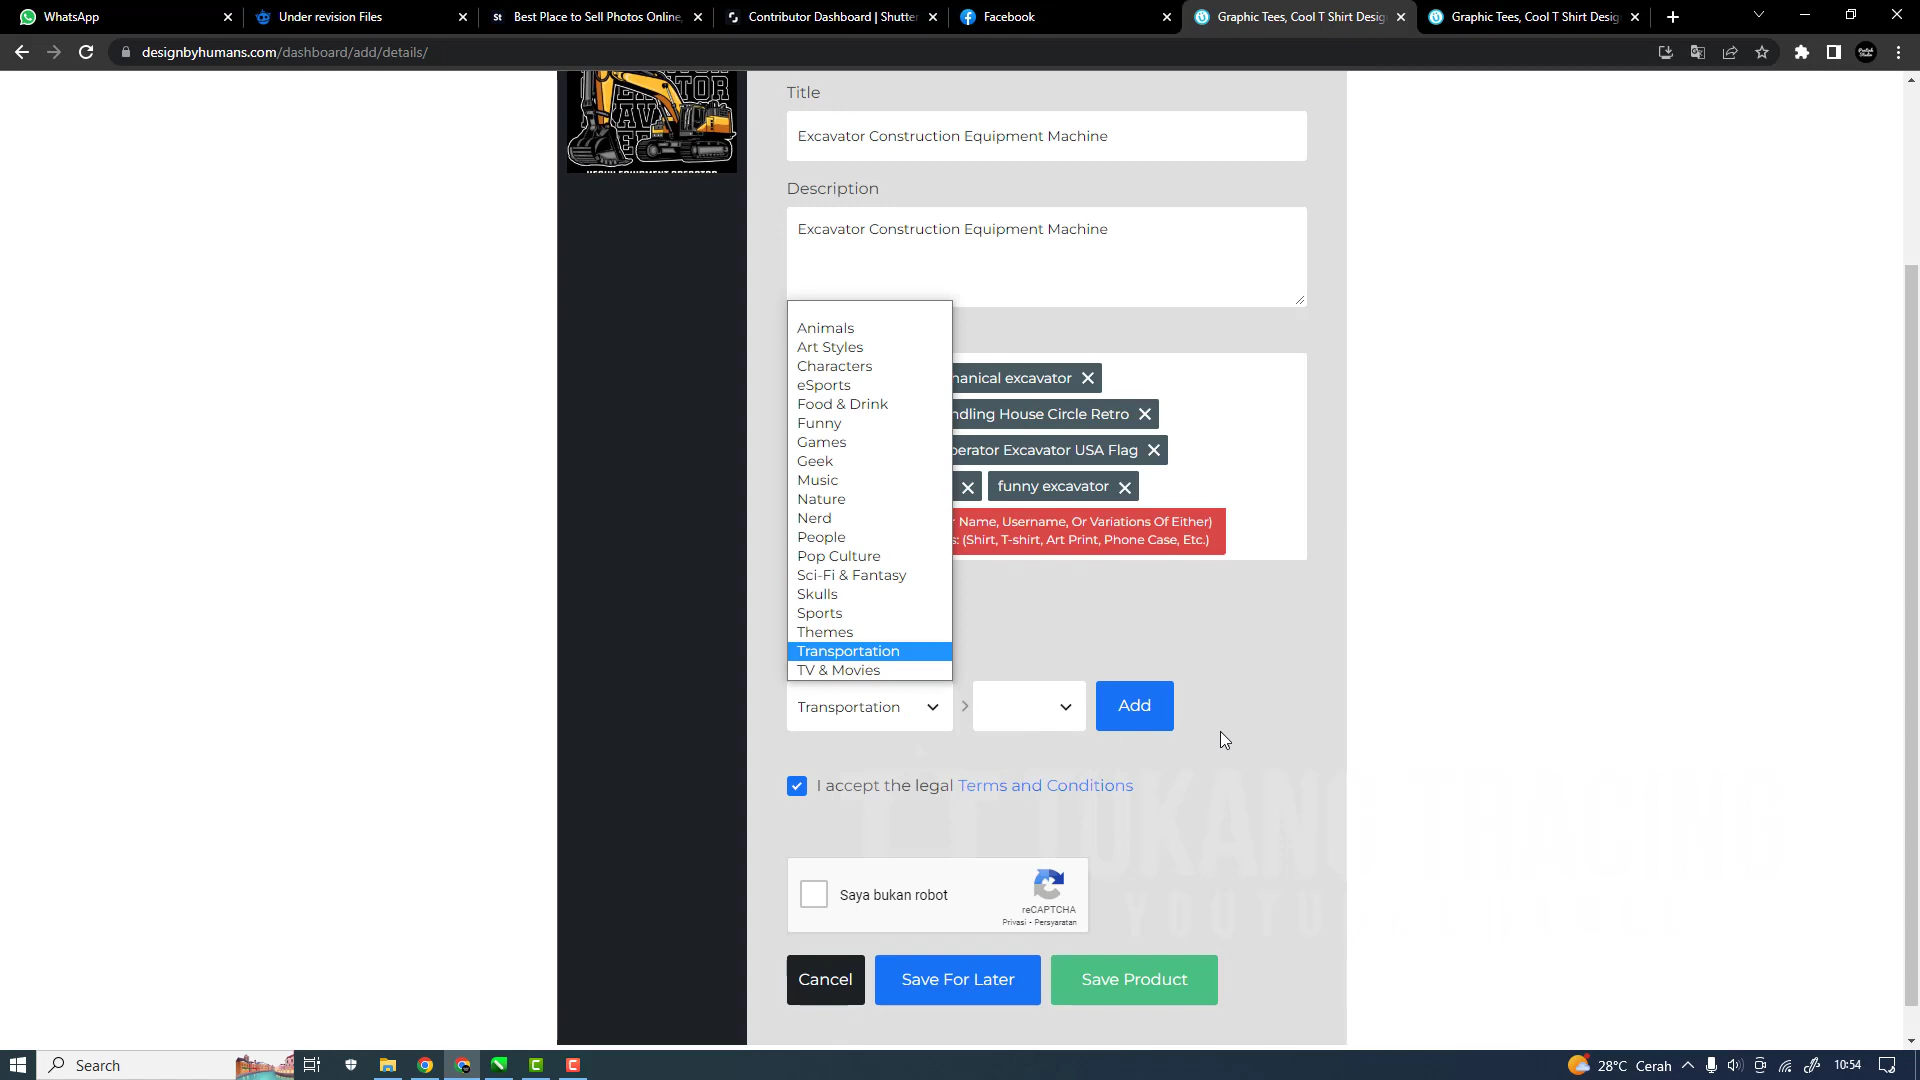 WhatsApp
Under revision Files
Best Place to Sell Photos Online,
Contributor Dashboard | Shutter
Facebook
Graphic Tees, Cool T Shirt Desig
Graphic Tees, Cool T Shirt Desig
designbyhumans.com/dashboard/add/details/
Title
Excavator Construction Equipment Machine
Description
Excavator Construction Equipment Machine
Animals
Art Styles
Characters
eSports
Food & Drink
Funny
Games
Geek
Music
Nature
Nerd
People
Pop Culture
Sci-Fi & Fantasy
Skulls
Sports
Themes
Transportation
TV & Movies
hanical excavator
ndling House Circle Retro
perator Excavator USA Flag
funny excavator
r Name, Username, Or Variations Of Either)
s: (Shirt, T-shirt, Art Print, Phone Case, Etc.)
Transportation
Add
I accept the legal Terms and Conditions
Saya bukan robot
reCAPTCHA
Privasi - Persyaratan
Cancel
Save For Later
Save Product
TUKANG TRACING
Search
28°C Cerah
10:54